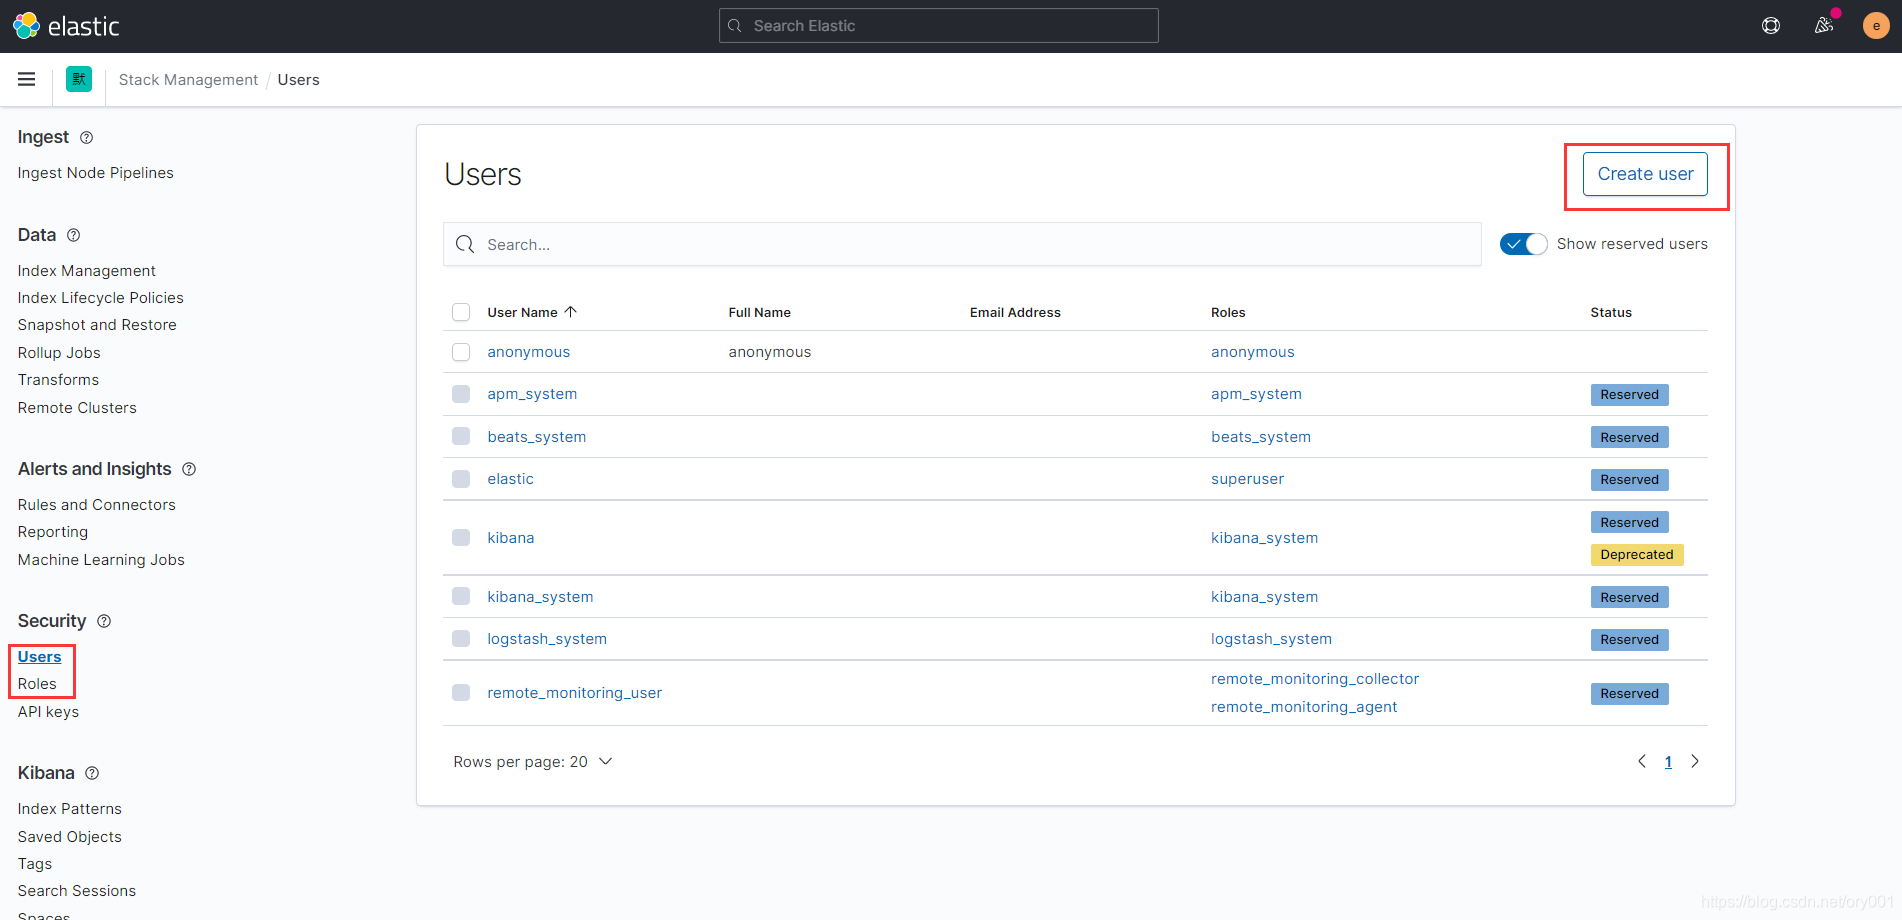 elastic
Search Elastic
e
默
Stack Management / Users
Ingest
Ingest Node Pipelines
Data
Index Management
Index Lifecycle Policies
Snapshot and Restore
Rollup Jobs
Transforms
Remote Clusters
Alerts and Insights
Rules and Connectors
Reporting
Machine Learning Jobs
Security
Users
Roles
API keys
Kibana
Index Patterns
Saved Objects
Tags
Search Sessions
Spaces
Users
Create user
Search...
Show reserved users
User Name Full Name Email Address Roles Status
anonymous anonymous anonymous
apm_system apm_system Reserved
beats_system beats_system Reserved
elastic superuser Reserved
kibana kibana_system Reserved
Deprecated
kibana_system kibana_system Reserved
logstash_system logstash_system Reserved
remote_monitoring_user remote_monitoring_collector Reserved
remote_monitoring_agent
Rows per page: 20
1
https://blog.csdn.net/ory001